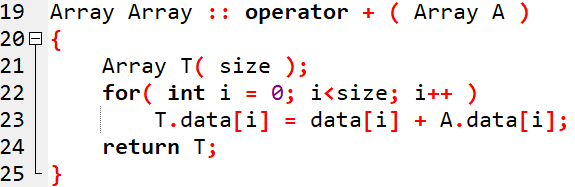 19 Array Array :: operator + ( Array A )
20 {
21     Array T( size );
22     for( int i = 0; i<size; i++ )
23         T.data[i] = data[i] + A.data[i];
24     return T;
25 }